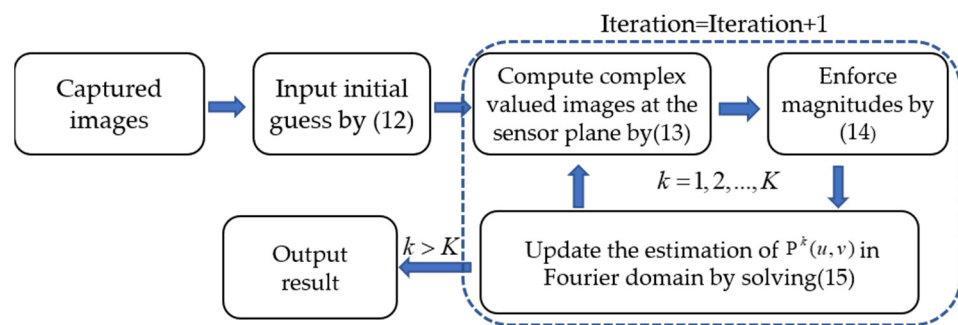 Iteration=Iteration+1
Captured
images
Input initial
guess by (12)
Compute complex
valued images at the
sensor plane by(13)
Enforce
magnitudes by
(14)
k = 1, 2, ..., K
Update the estimation of P^k(u, v) in
Fourier domain by solving(15)
k > K
Output
result